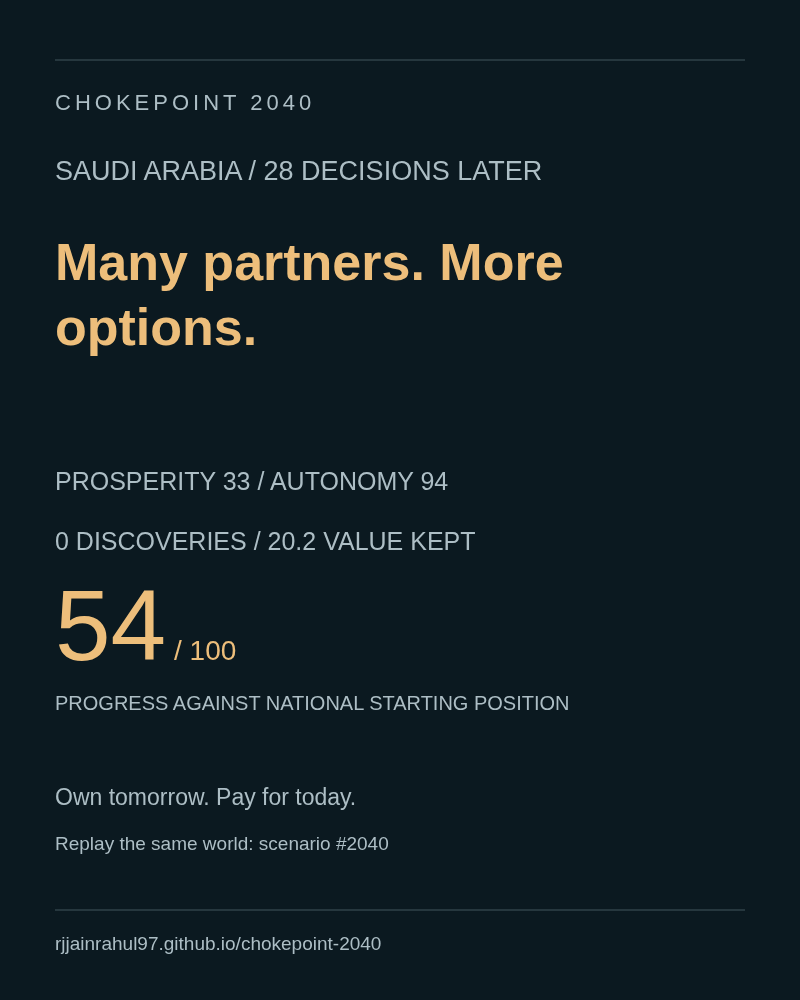 CHOKEPOINT 2040
SAUDI ARABIA / 28 DECISIONS LATER
Many partners. More
options.
PROSPERITY 33 / AUTONOMY 94
0 DISCOVERIES / 20.2 VALUE KEPT
54 / 100
PROGRESS AGAINST NATIONAL STARTING POSITION
Own tomorrow. Pay for today.
Replay the same world: scenario #2040
rjjainrahul97.github.io/chokepoint-2040